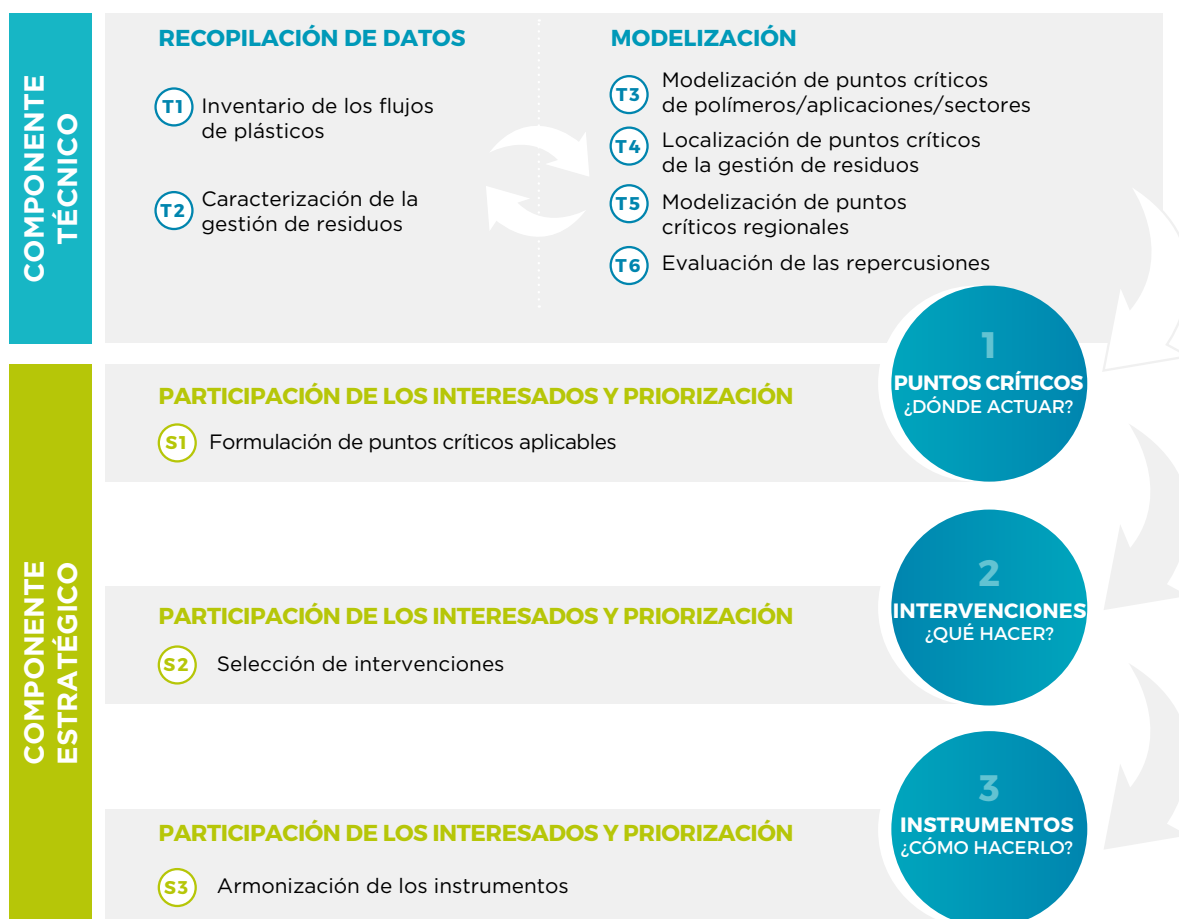 COMPONENTE
TÉCNICO
RECOPILACIÓN DE DATOS
T1 Inventario de los flujos
de plásticos
T2 Caracterización de la
gestión de residuos
MODELIZACIÓN
T3 Modelización de puntos críticos
de polímeros/aplicaciones/sectores
T4 Localización de puntos críticos
de la gestión de residuos
T5 Modelización de puntos
críticos regionales
T6 Evaluación de las repercusiones
1
PUNTOS CRÍTICOS
¿DÓNDE ACTUAR?
COMPONENTE
ESTRATÉGICO
PARTICIPACIÓN DE LOS INTERESADOS Y PRIORIZACIÓN
S1 Formulación de puntos críticos aplicables
2
INTERVENCIONES
¿QUÉ HACER?
PARTICIPACIÓN DE LOS INTERESADOS Y PRIORIZACIÓN
S2 Selección de intervenciones
3
INSTRUMENTOS
¿CÓMO HACERLO?
PARTICIPACIÓN DE LOS INTERESADOS Y PRIORIZACIÓN
S3 Armonización de los instrumentos